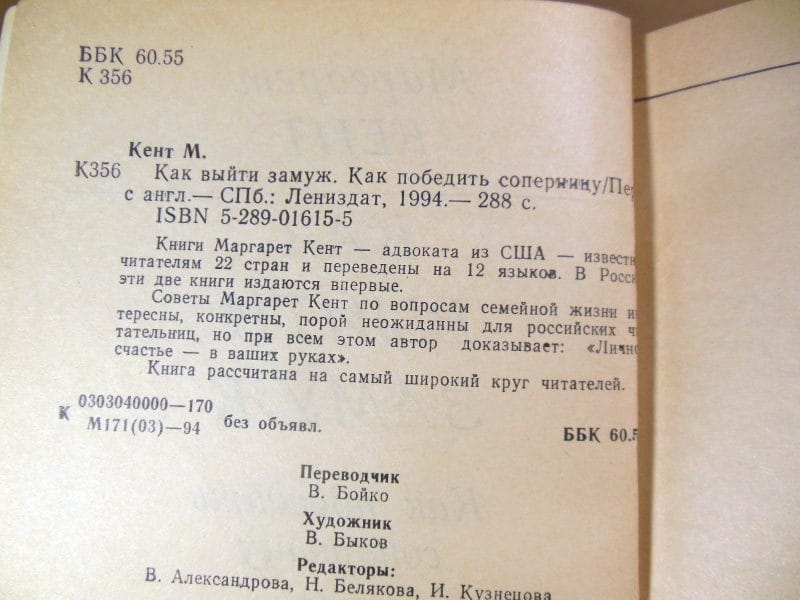 ББК 60.55
К 356
Кент М.
К356 Как выйти замуж. Как победить соперницу/Пер
с англ.— СПб.: Лениздат, 1994.— 288 с.
ISBN 5-289-01615-5
Книги Маргарет Кент — адвоката из США — известн
читателям 22 стран и переведены на 12 языков. В Росси
эти две книги издаются впервые.
Советы Маргарет Кент по вопросам семейной жизни ин
тересны, конкретны, порой неожиданны для российских чи
тательниц, но при всем этом автор доказывает: «Лично
счастье — в ваших руках».
Книга рассчитана на самый широкий круг читателей.
К 0303040000—170
М171(03)—94 без объявл.
ББК 60.5
Переводчик
В. Бойко
Художник
В. Быков
Редакторы:
В. Александрова, Н. Белякова, И. Кузнецова